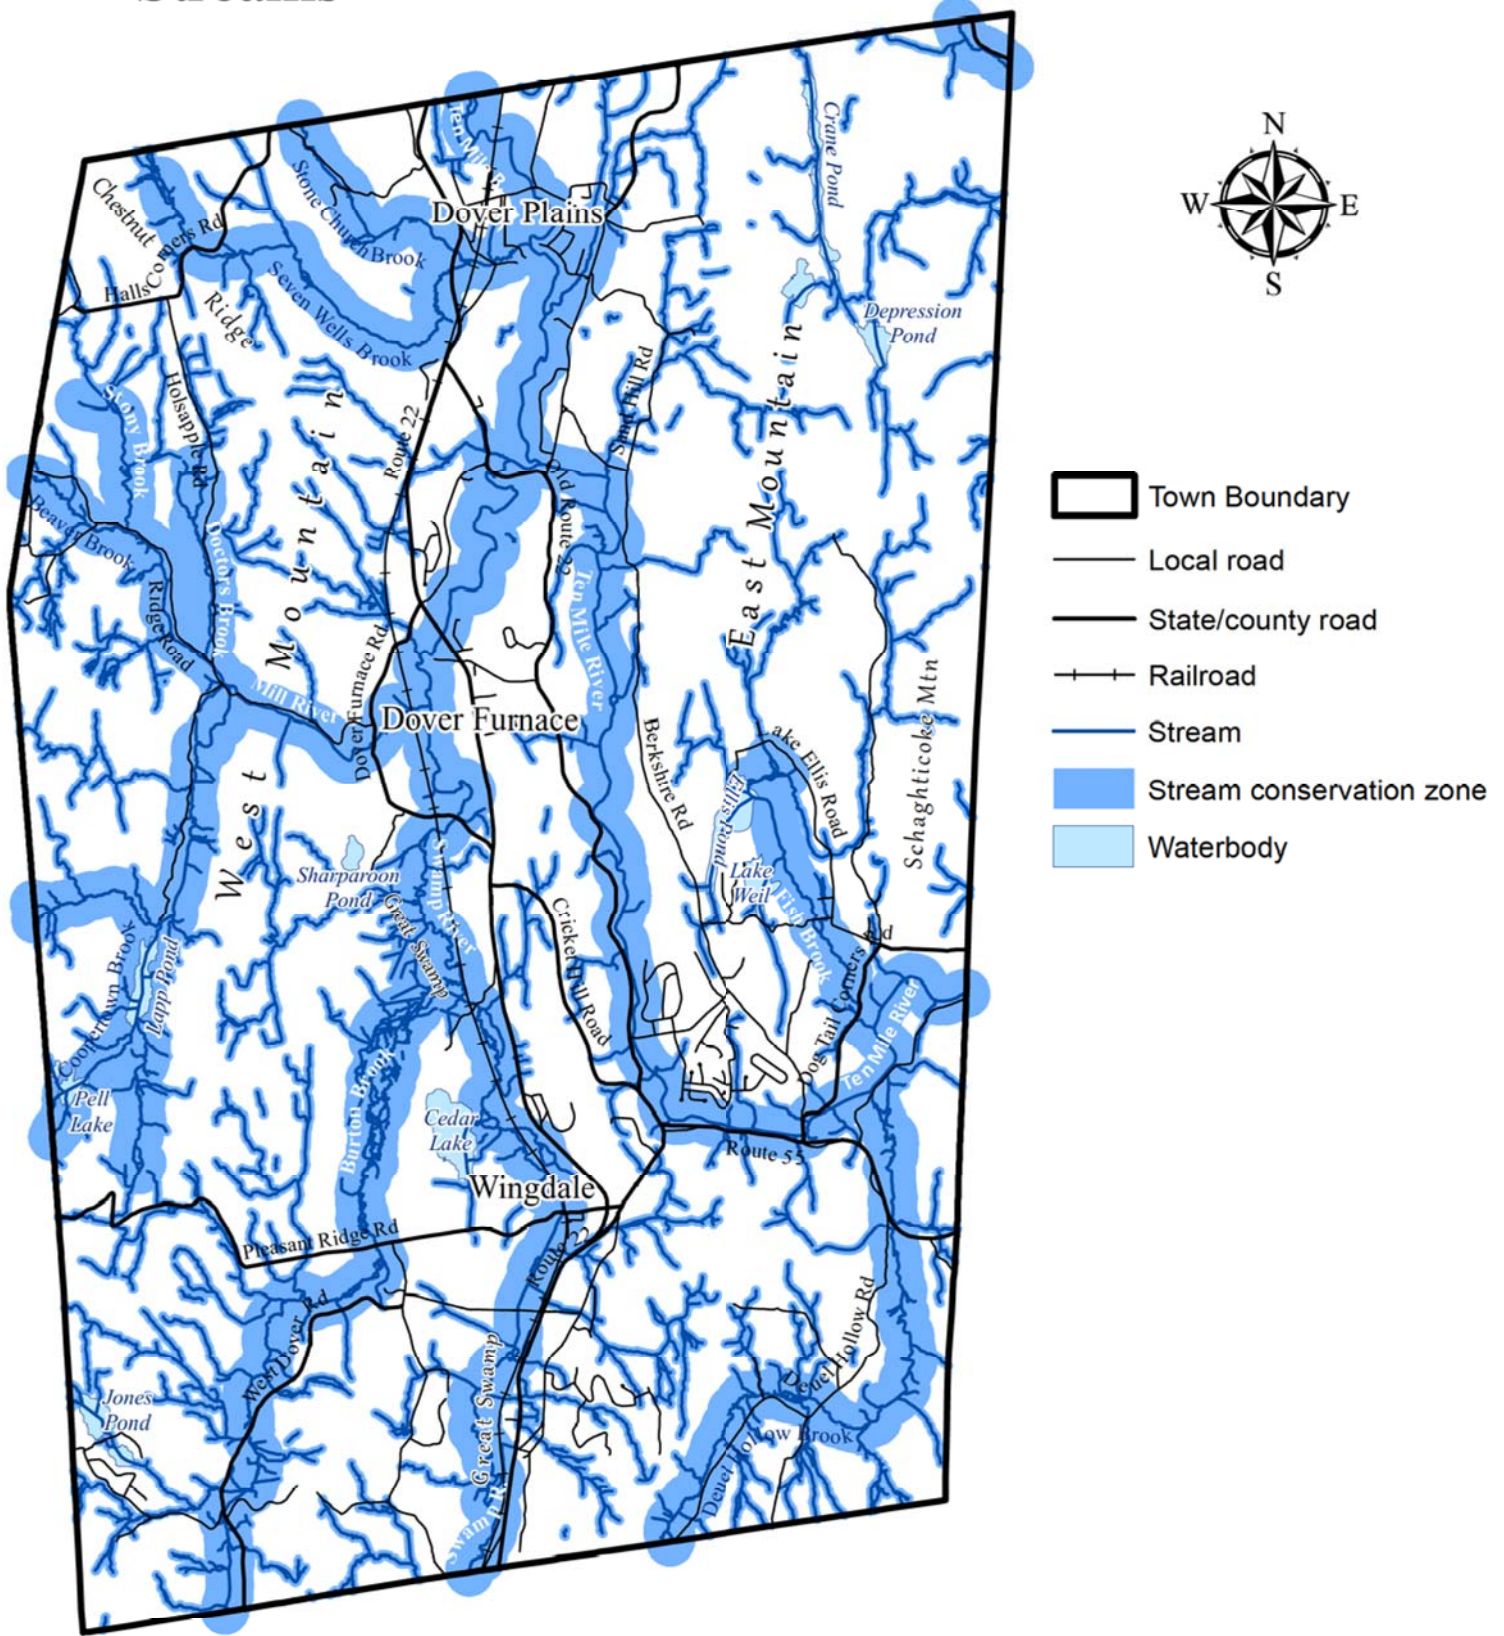 Streams
N
W E
S
Town Boundary
Local road
State/county road
Railroad
Stream
Stream conservation zone
Waterbody
Ten Mile R
Crane Pond
Stone Church Brook
Dover Plains
Chestnut
Ridge
Halls Corners Rd
Seven Wells Brook
Depression
Pond
Sand Hill Rd
East Mountain
Route 22
Holsapple Rd
Stony Brook
West Mountain
Old Route 22
Beaver Brook
Doctors Brook
Ridge Road
Ten Mile River
Dover Furnace Rd
Mill River
Dover Furnace
Berkshire Rd
Lake Ellis Road
Schaghticoke Mtn
Ellis Pond
Sharparoon
Pond
Swamp River
Great Swamp
Lake
Weil
Fish Brook
Cricket Hill Road
Coopertown Brook
Lapp Pond
Dog Tail Corners Rd
Ten Mile River
Burton Brook
Pell
Lake
Cedar
Lake
Route 55
Wingdale
Pleasant Ridge Rd
Route 22
West Dover Rd
Great Swamp
Deuel Hollow Rd
Jones
Pond
Deuel Hollow Brook
Swamp R